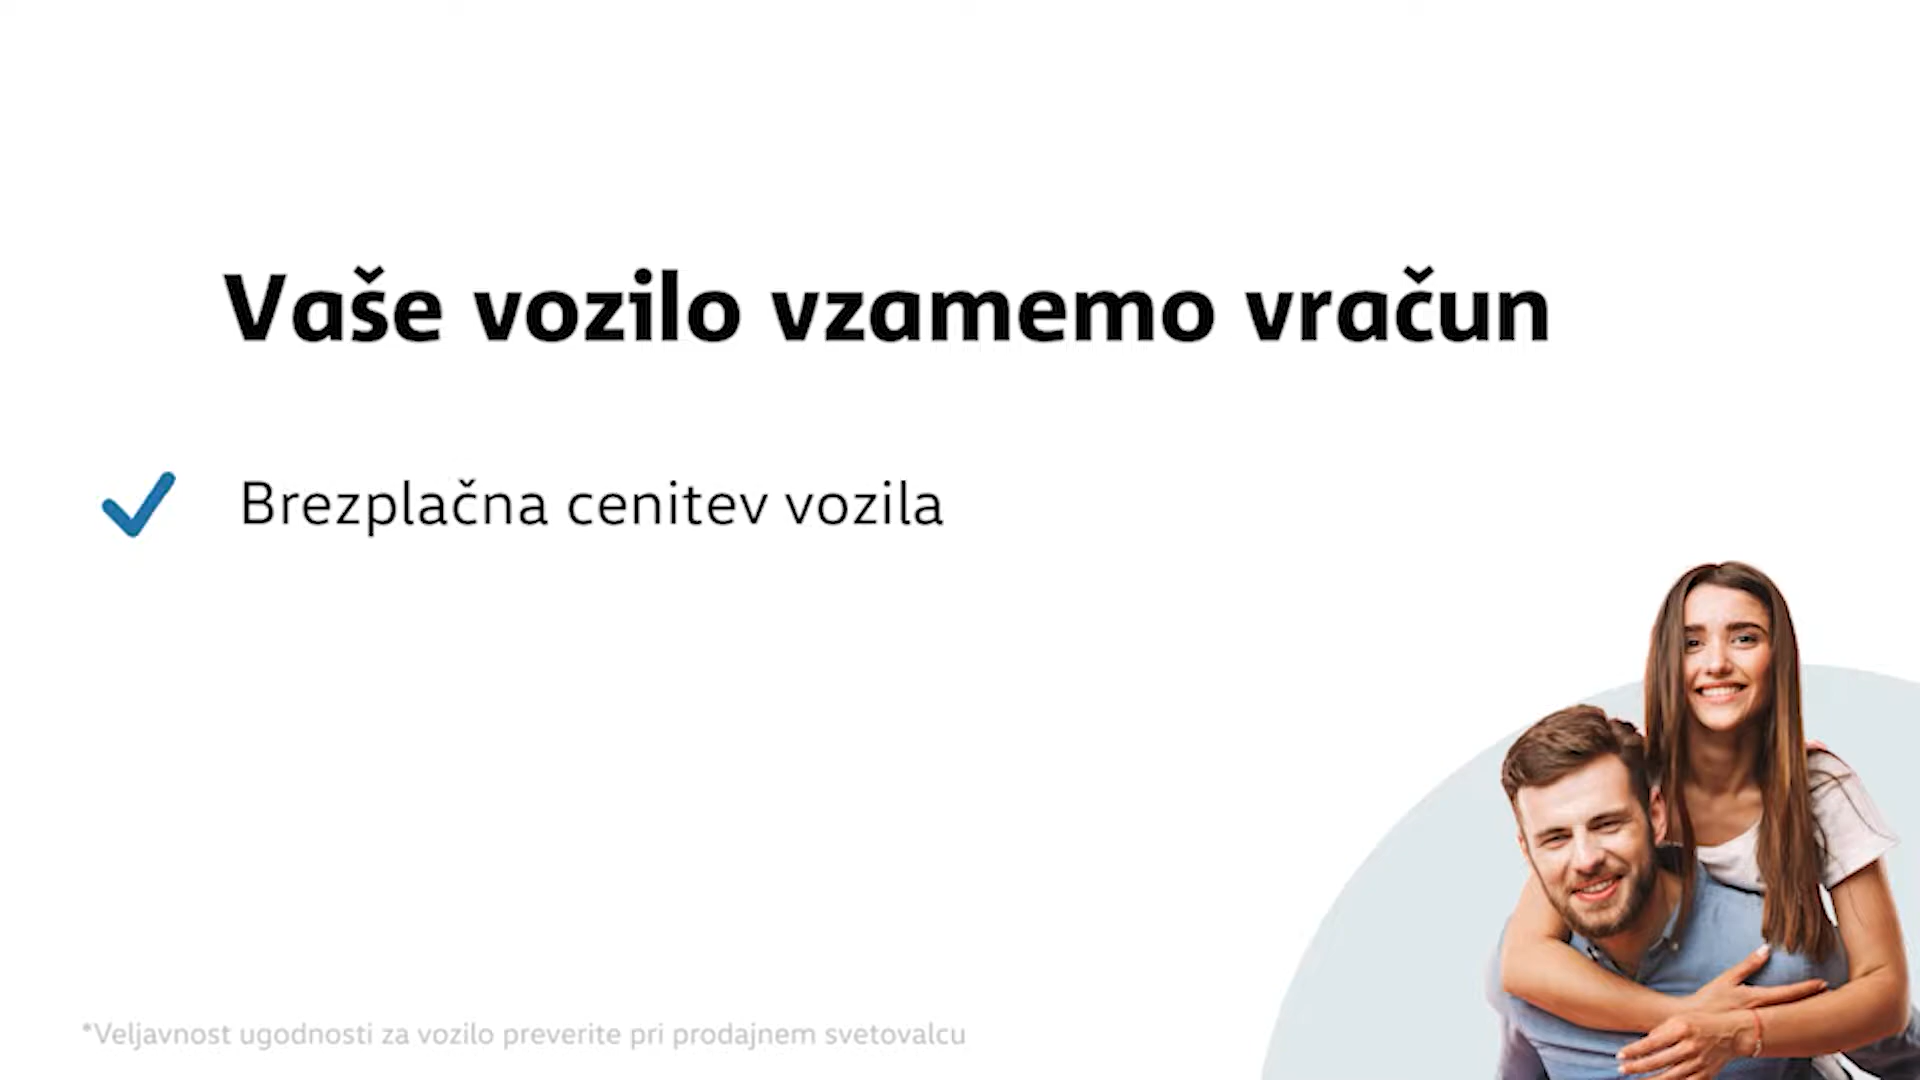 Vaše vozilo vzamemo vračun
Brezplačna cenitev vozila
*Veljavnost ugodnosti za vozilo preverite pri prodajnem svetovalcu